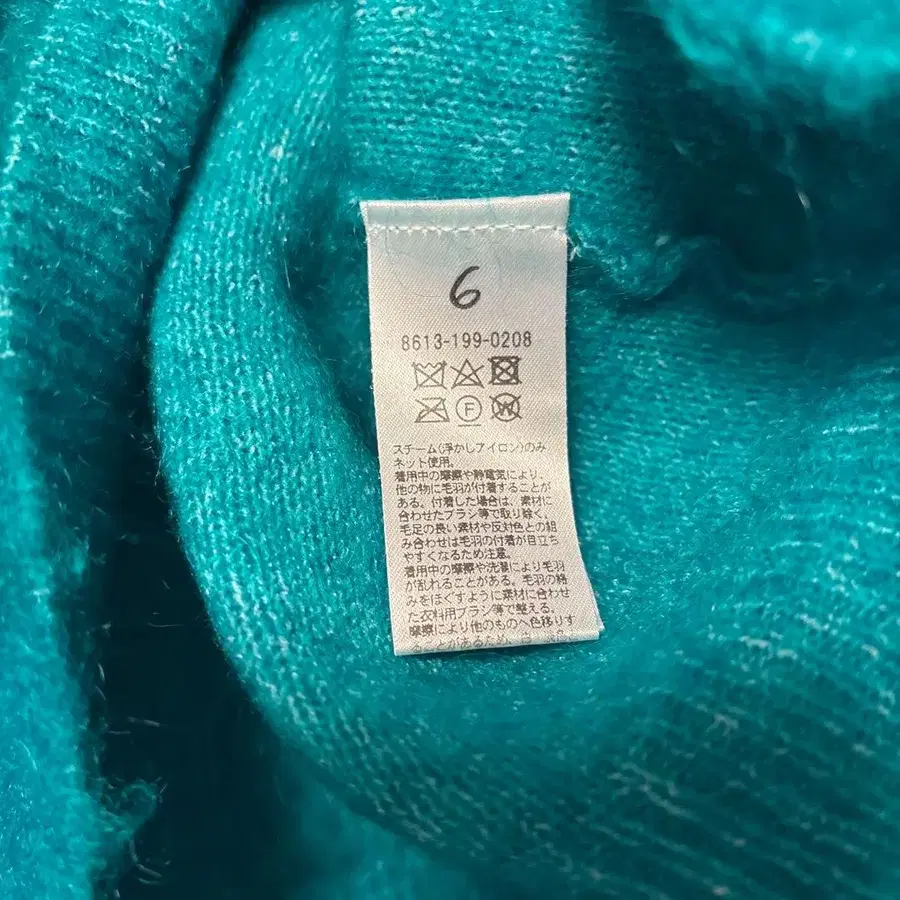 6
8613-199-0208
F
W
スチーム(浮かしアイロン)のみ
ネット使用。
着用中の摩擦や静電気により、
他の物に毛羽が付着することが
ある。付着した場合は、素材に
合わせたブラシ等で取り除く。
毛足の長い素材や反対色との組
み合わせは毛羽の付着が目立ち
やすくなるため注意。
着用中の摩擦や洗濯により毛羽
が乱れることがある。毛羽の絡
みをほぐすように素材に合わせ
た衣料用ブラシ等で整える。
摩擦により他のものへ色移りす
ることがあるため、